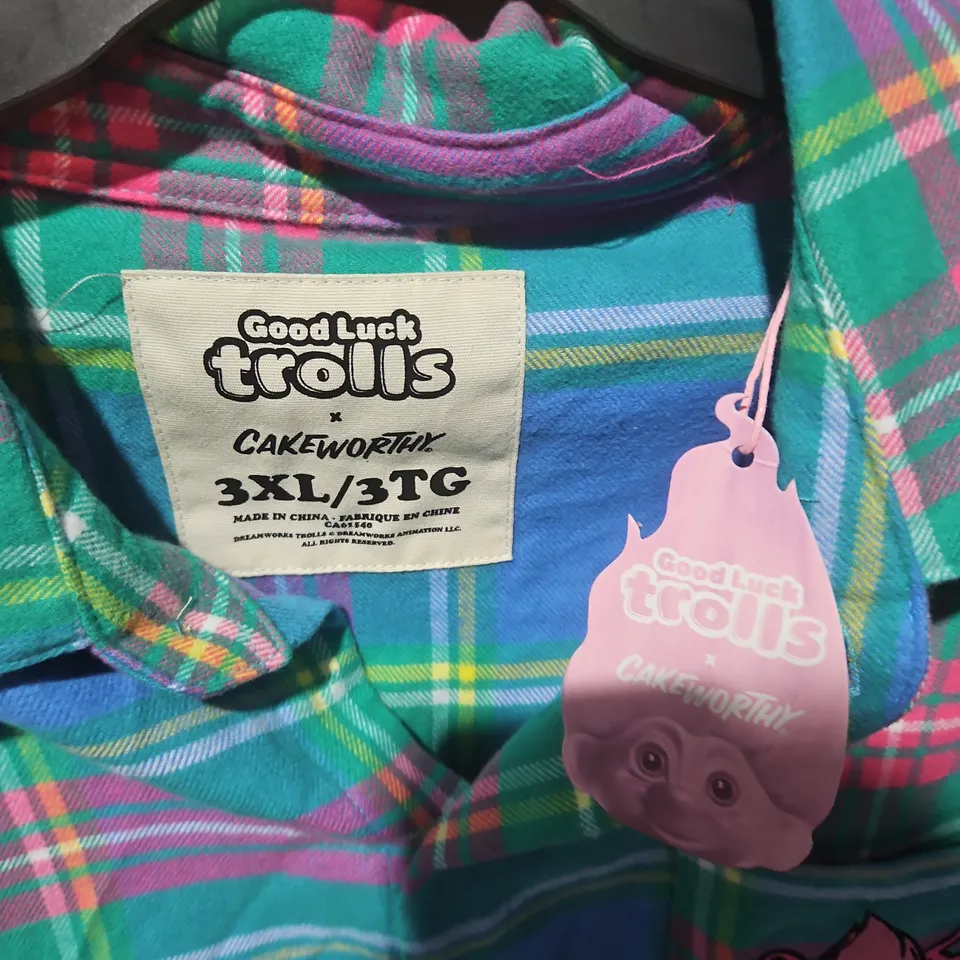 Good Luck
trolls
x
CAKEWORTHY®
3XL/3TG
MADE IN CHINA · FABRIQUE EN CHINE
CA65540
DREAMWORKS TROLLS © DREAMWORKS ANIMATION LLC.
ALL RIGHTS RESERVED.
Good Luck
trolls
x
CAKEWORTHY®